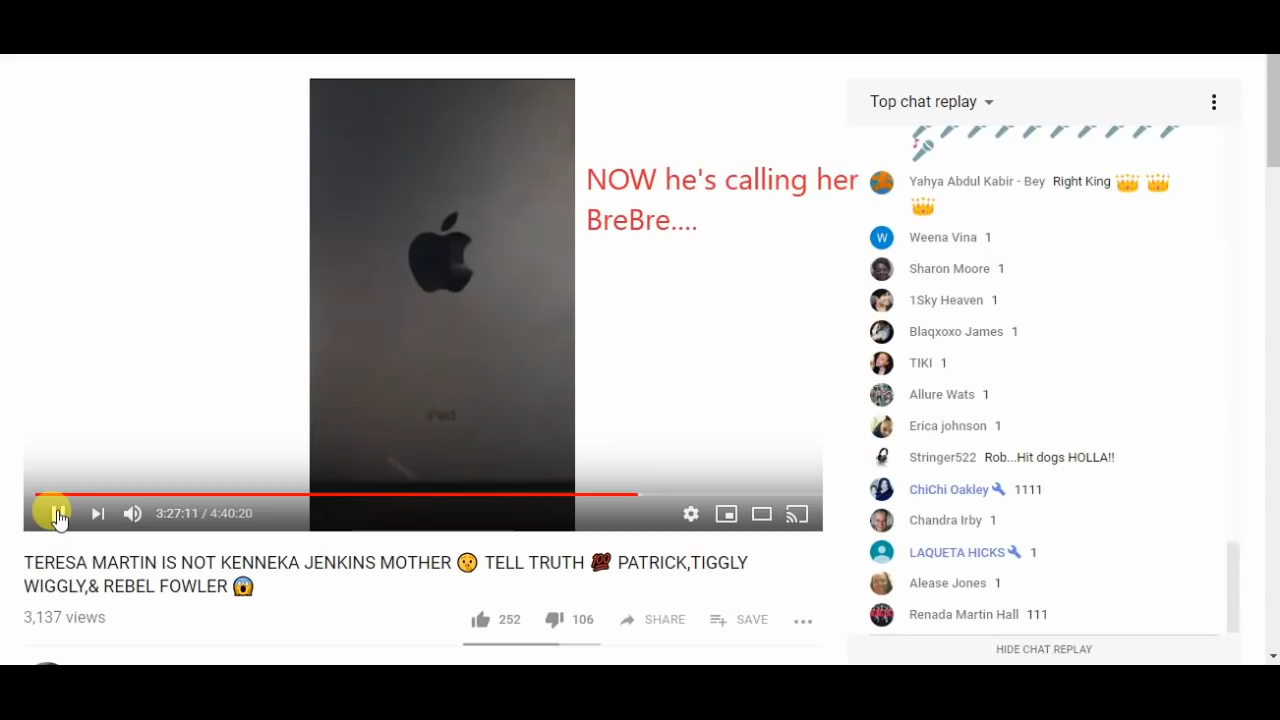 Top chat replay
NOW he's calling her
BreBre....
iPad
Yahya Abdul Kabir - Bey Right King 👑 👑
👑
W Weena Vina 1
Sharon Moore 1
1Sky Heaven 1
Blaqxoxo James 1
TIKI 1
Allure Wats 1
Erica johnson 1
Stringer522 Rob...Hit dogs HOLLA!!
ChiChi Oakley 1111
Chandra Irby 1
LAQUETA HICKS 1
Alease Jones 1
Renada Martin Hall 111
HIDE CHAT REPLAY
3:27:11 / 4:40:20
TERESA MARTIN IS NOT KENNEKA JENKINS MOTHER 🤫 TELL TRUTH 💯 PATRICK,TIGGLY
WIGGLY,& REBEL FOWLER 😱
3,137 views
252 106 SHARE SAVE